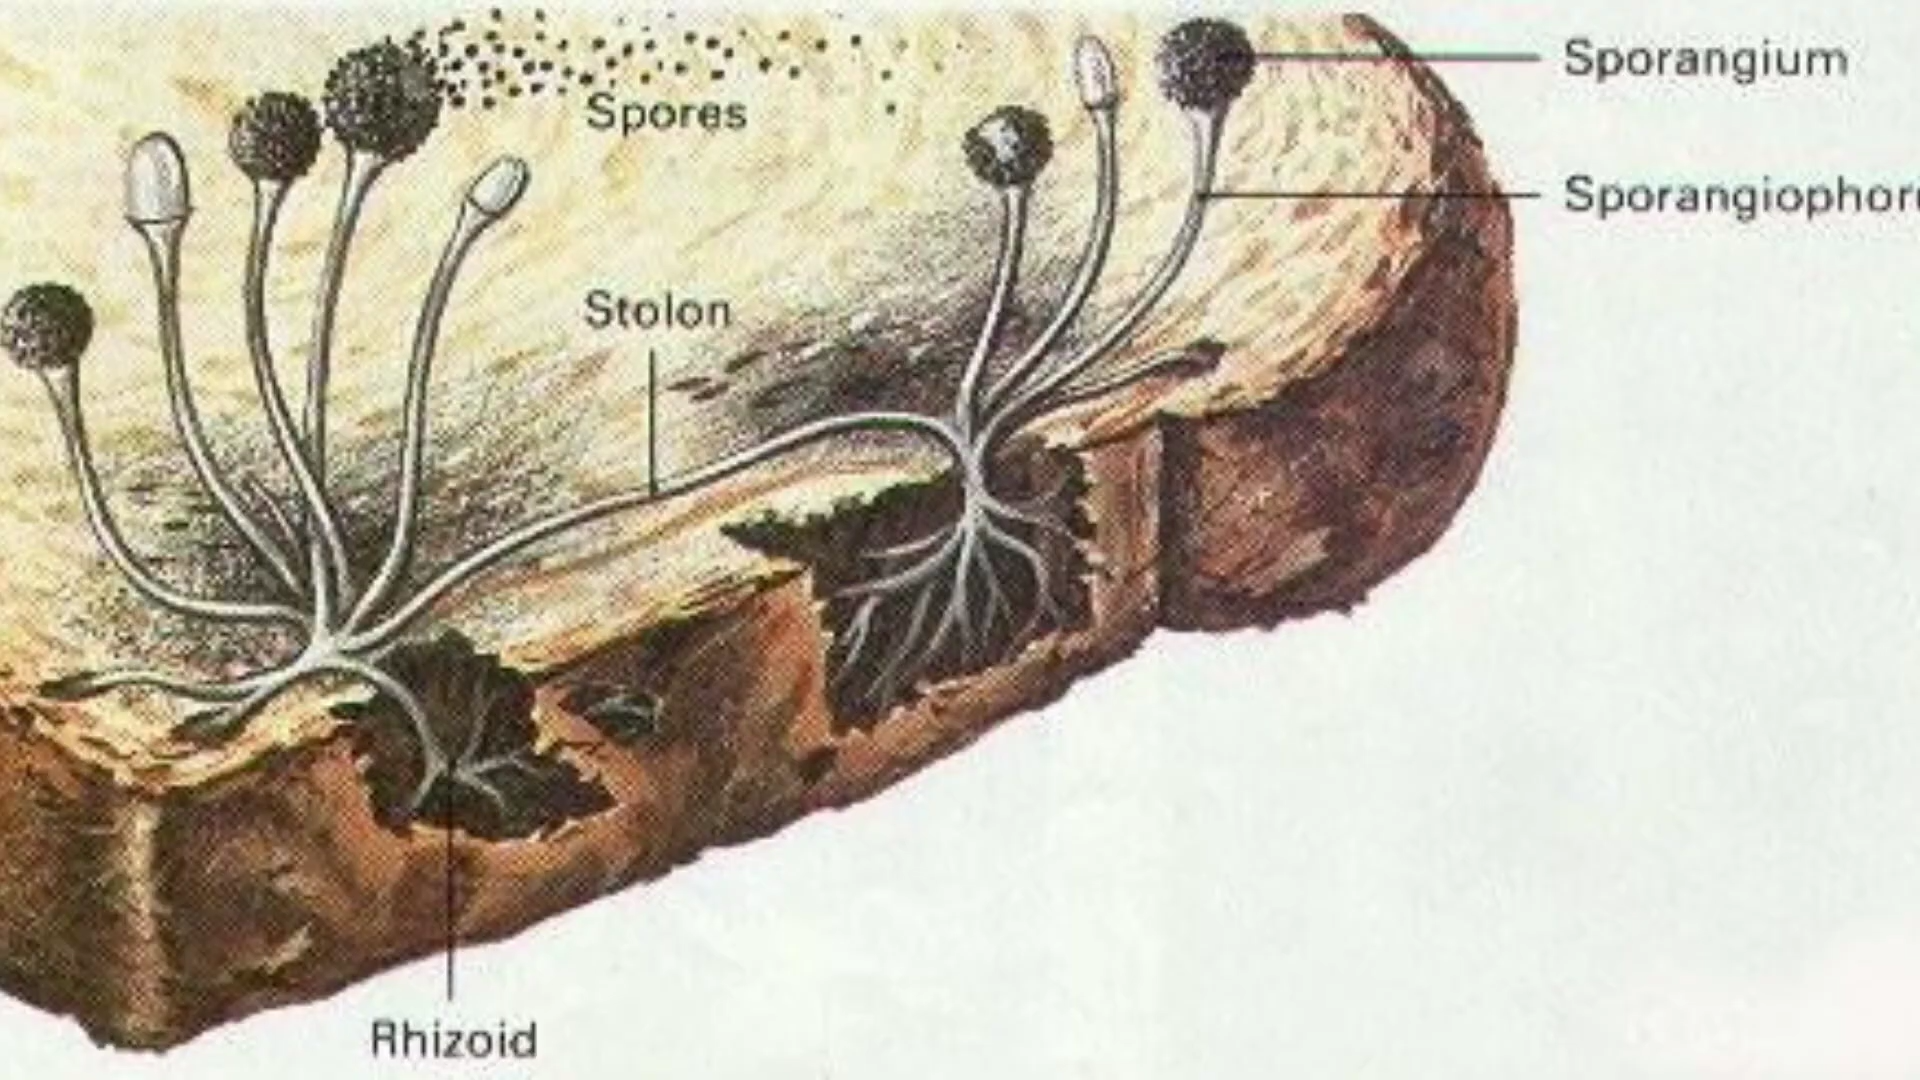 Sporangium
Spores
Sporangiophor
Stolon
Rhizoid